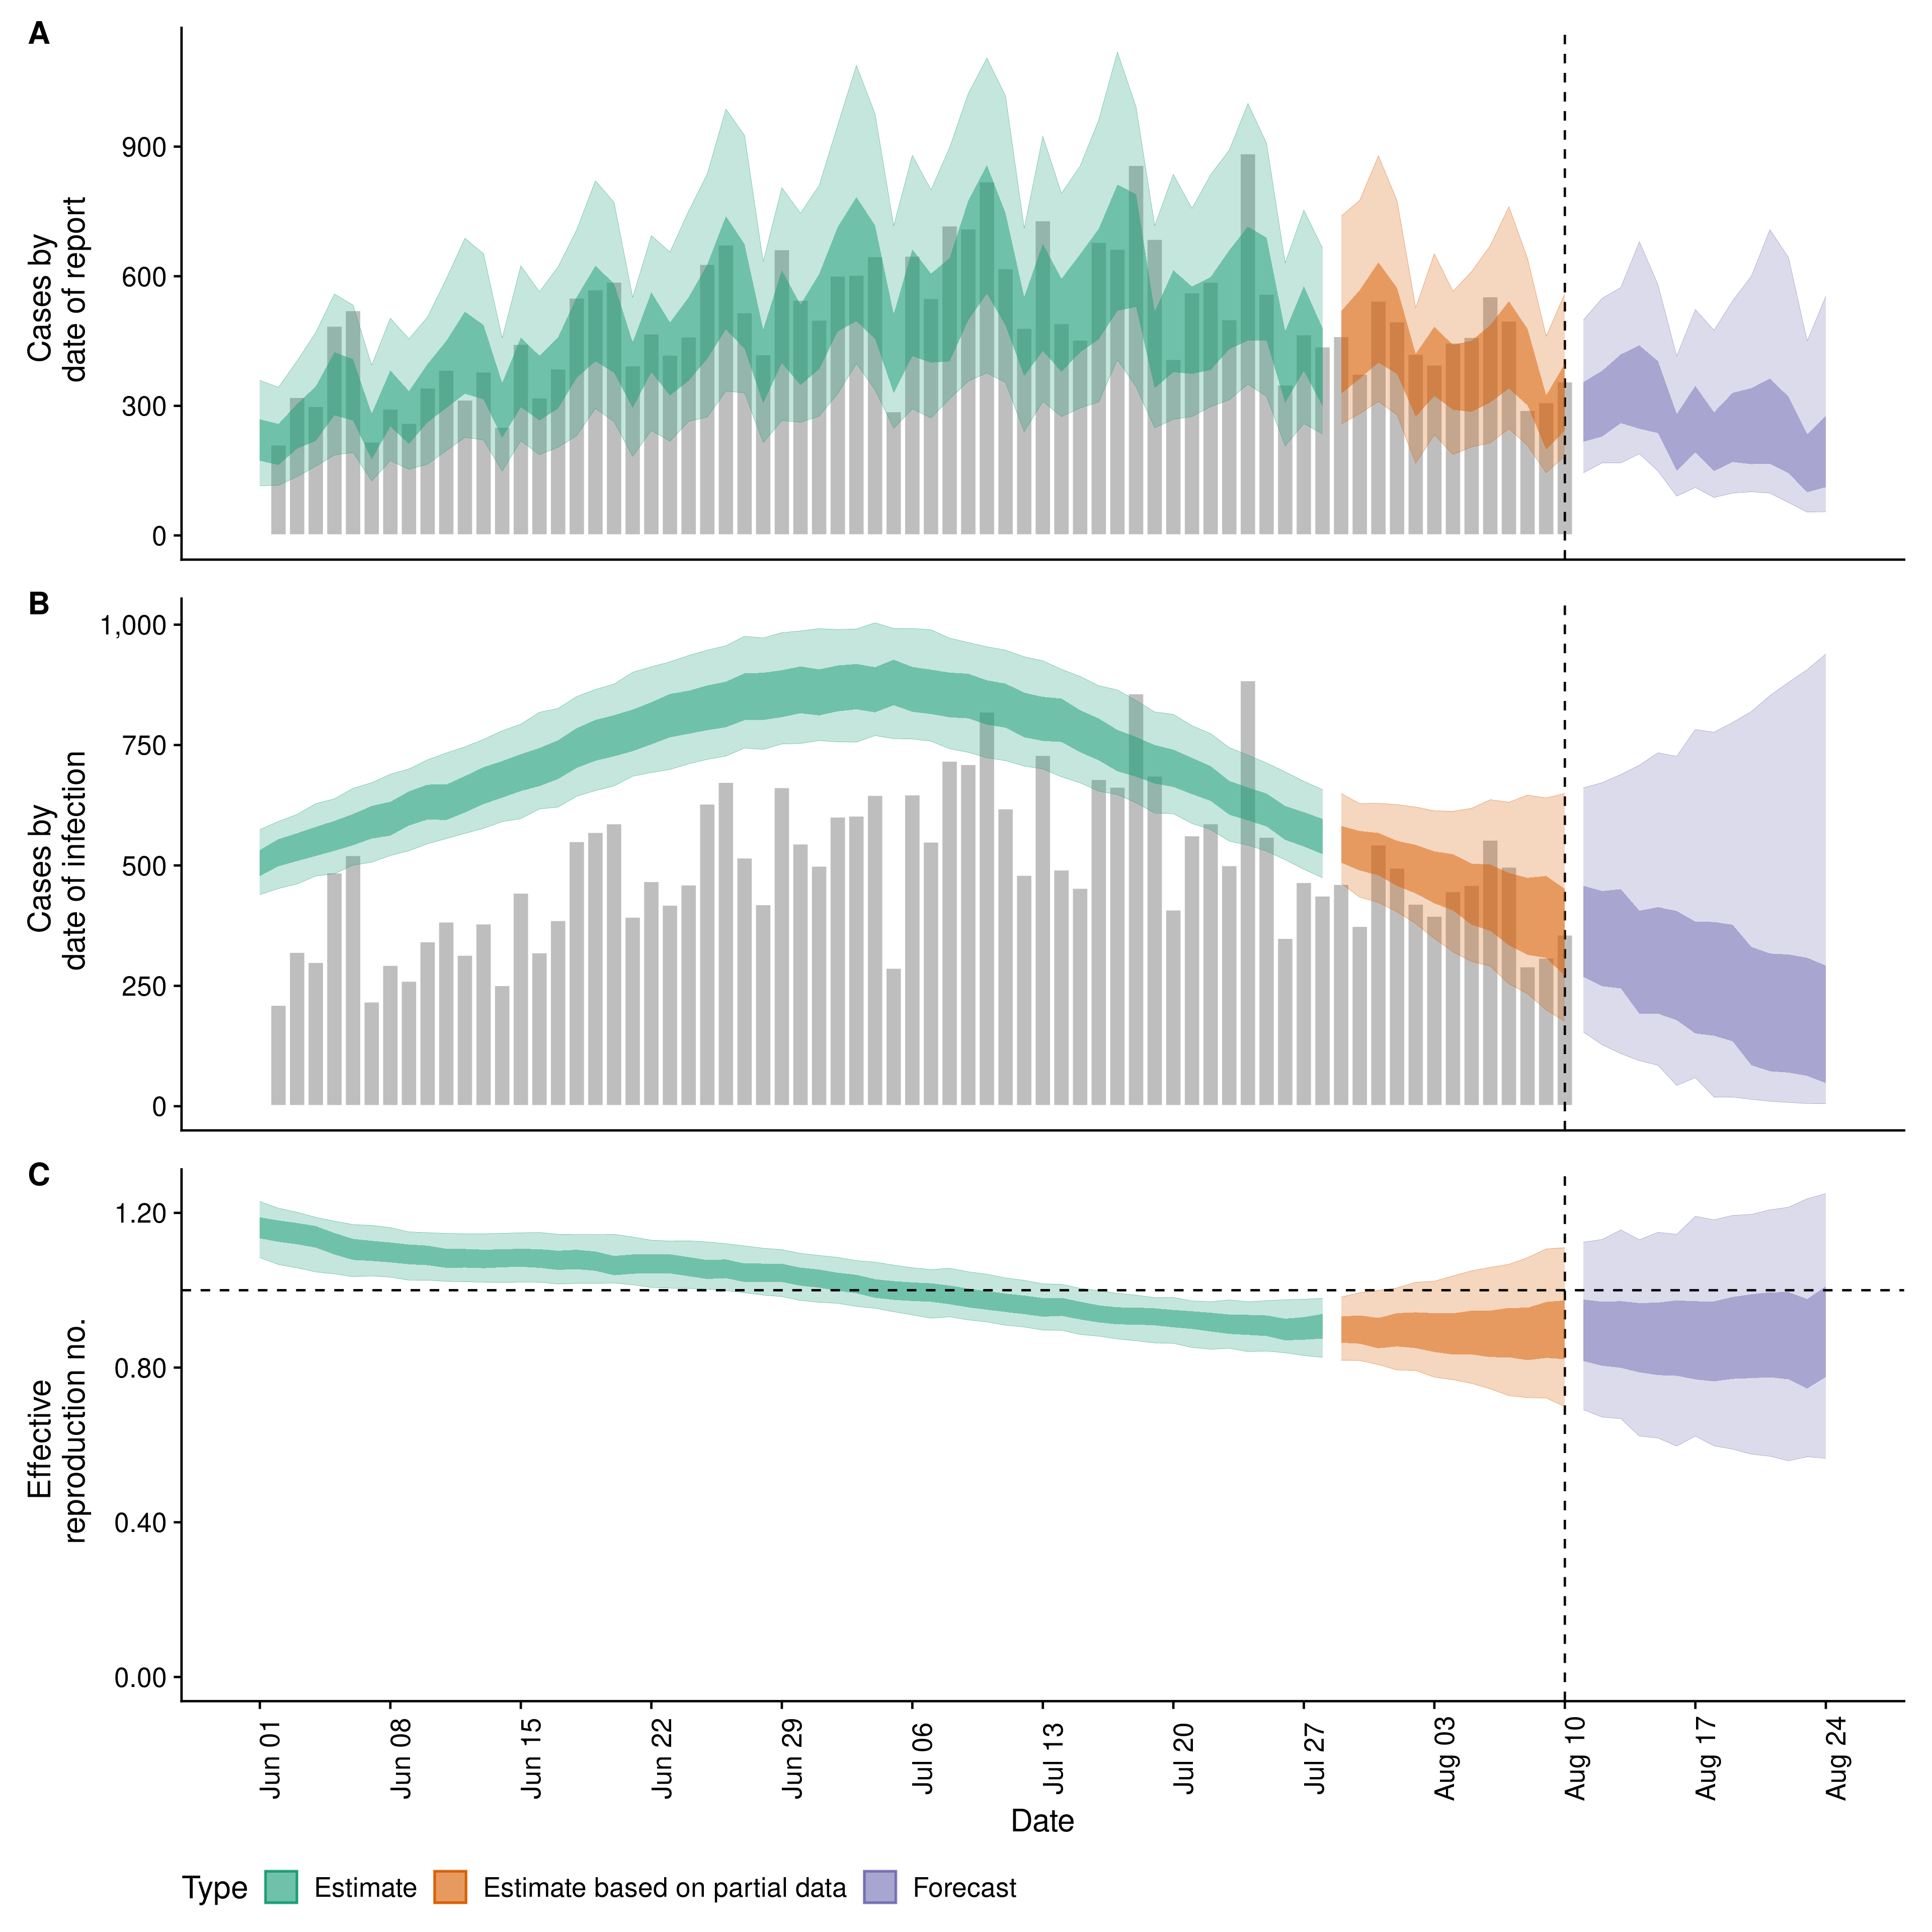 A
Cases by
date of report
900
600
300
0
B
Cases by
date of infection
1,000
750
500
250
0
C
Effective
reproduction no.
1.20
0.80
0.40
0.00
Jun 01
Jun 08
Jun 15
Jun 22
Jun 29
Jul 06
Jul 13
Jul 20
Jul 27
Aug 03
Aug 10
Aug 17
Aug 24
Date
Type Estimate Estimate based on partial data Forecast